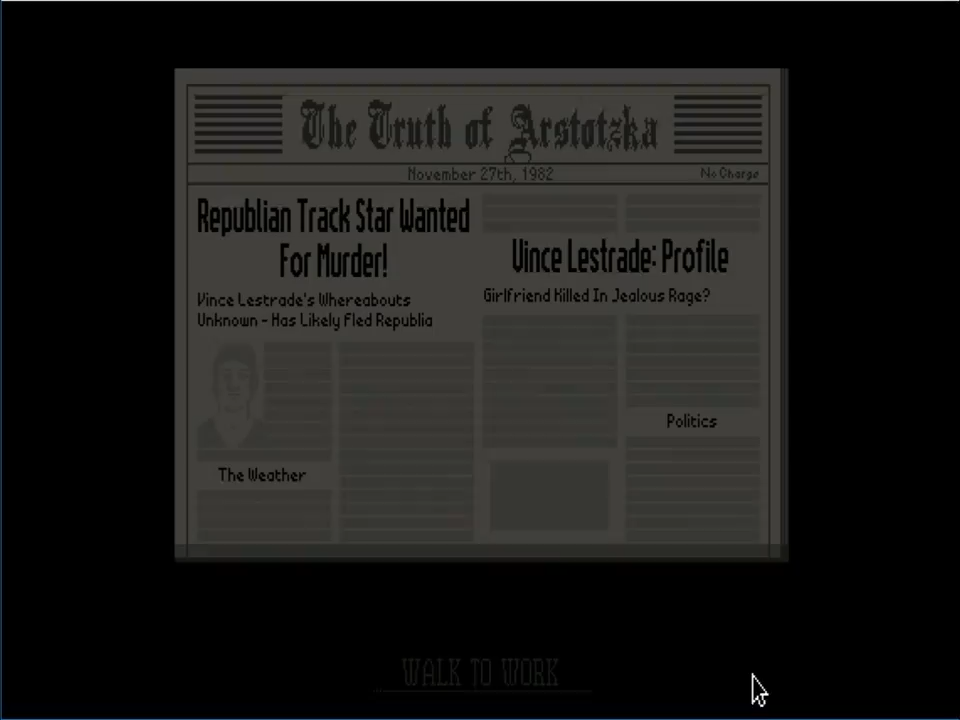 The Truth of Arstotzka
November 27th, 1982
No Charge
Republian Track Star Wanted
For Murder!
Vince Lestrade's Whereabouts
Unknown - Has Likely Fled Republia
The Weather
Vince Lestrade: Profile
Girlfriend Killed In Jealous Rage?
Politics
WALK TO WORK